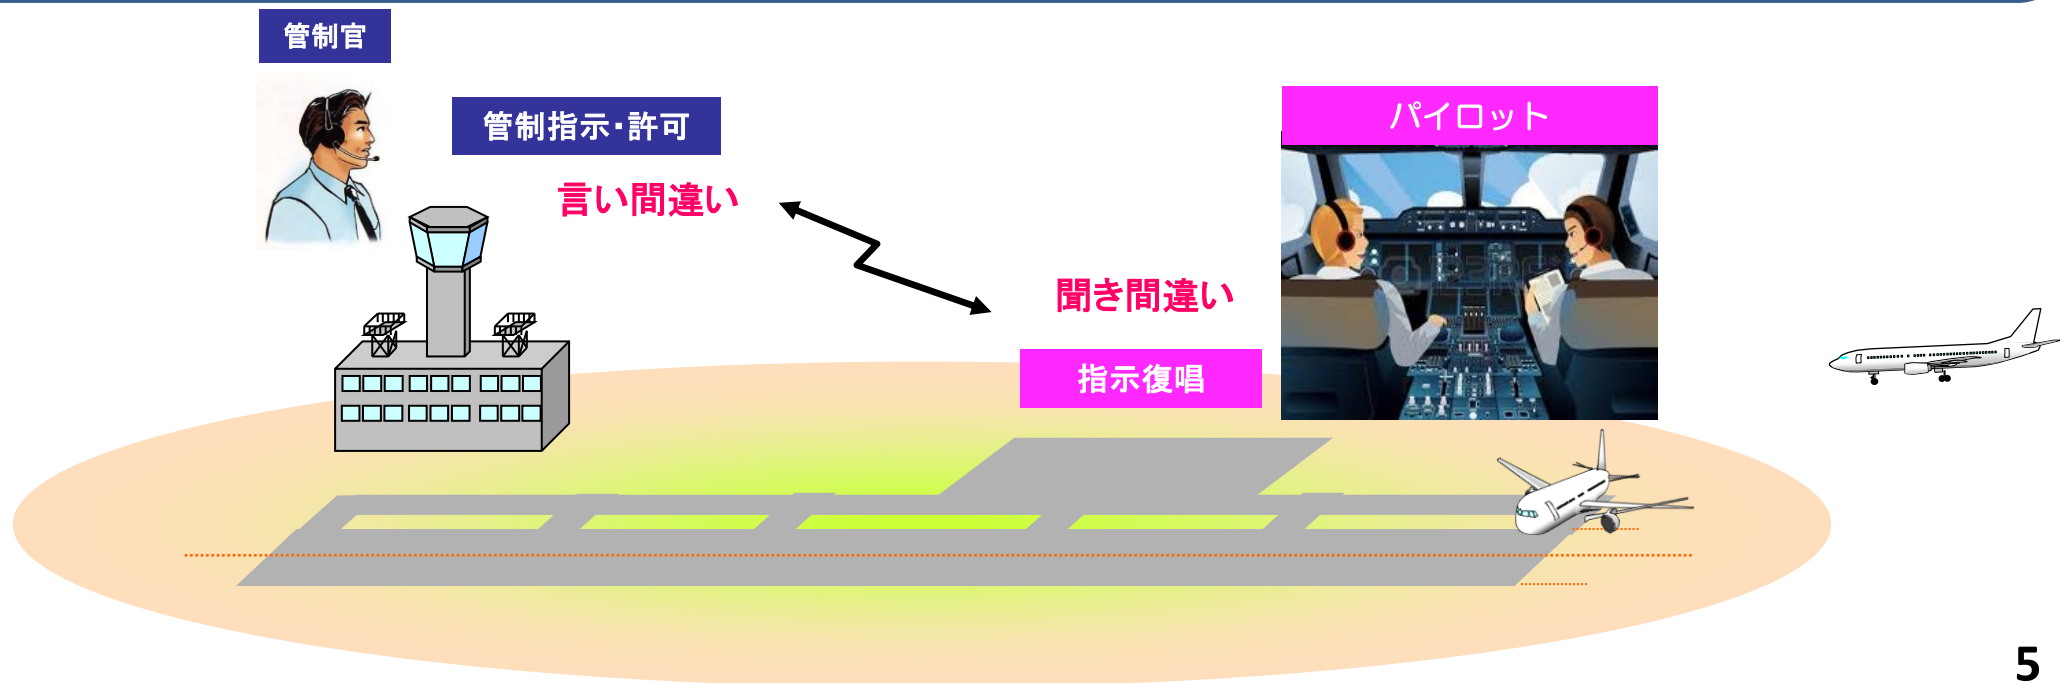 管制官
管制指示・許可
パイロット
言い間違い
聞き間違い
指示復唱
5